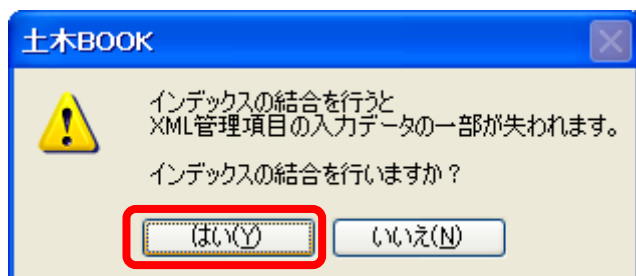 土木BOOK
インデックスの結合を行うと
XML管理項目の入力データの一部が失われます。
インデックスの結合を行いますか？
はい(Y) いいえ(N)